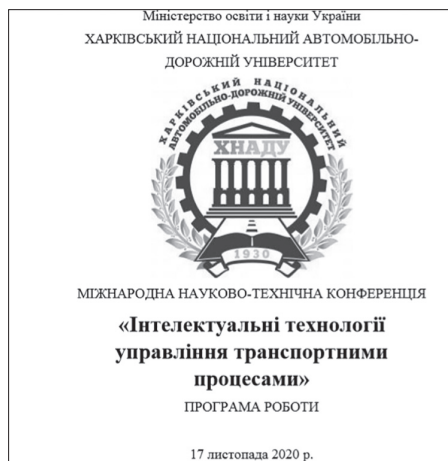 Міністерство освіти і науки України
ХАРКІВСЬКИЙ НАЦІОНАЛЬНИЙ АВТОМОБІЛЬНО-
ДОРОЖНІЙ УНІВЕРСИТЕТ
ХАРКІВСЬКИЙ НАЦІОНАЛЬНИЙ
АВТОМОБІЛЬНО-ДОРОЖНІЙ УНІВЕРСИТЕТ
ХНАДУ
1930
МІЖНАРОДНА НАУКОВО-ТЕХНІЧНА КОНФЕРЕНЦІЯ
«Інтелектуальні технології
управління транспортними
процесами»
ПРОГРАМА РОБОТИ
17 листопада 2020 р.